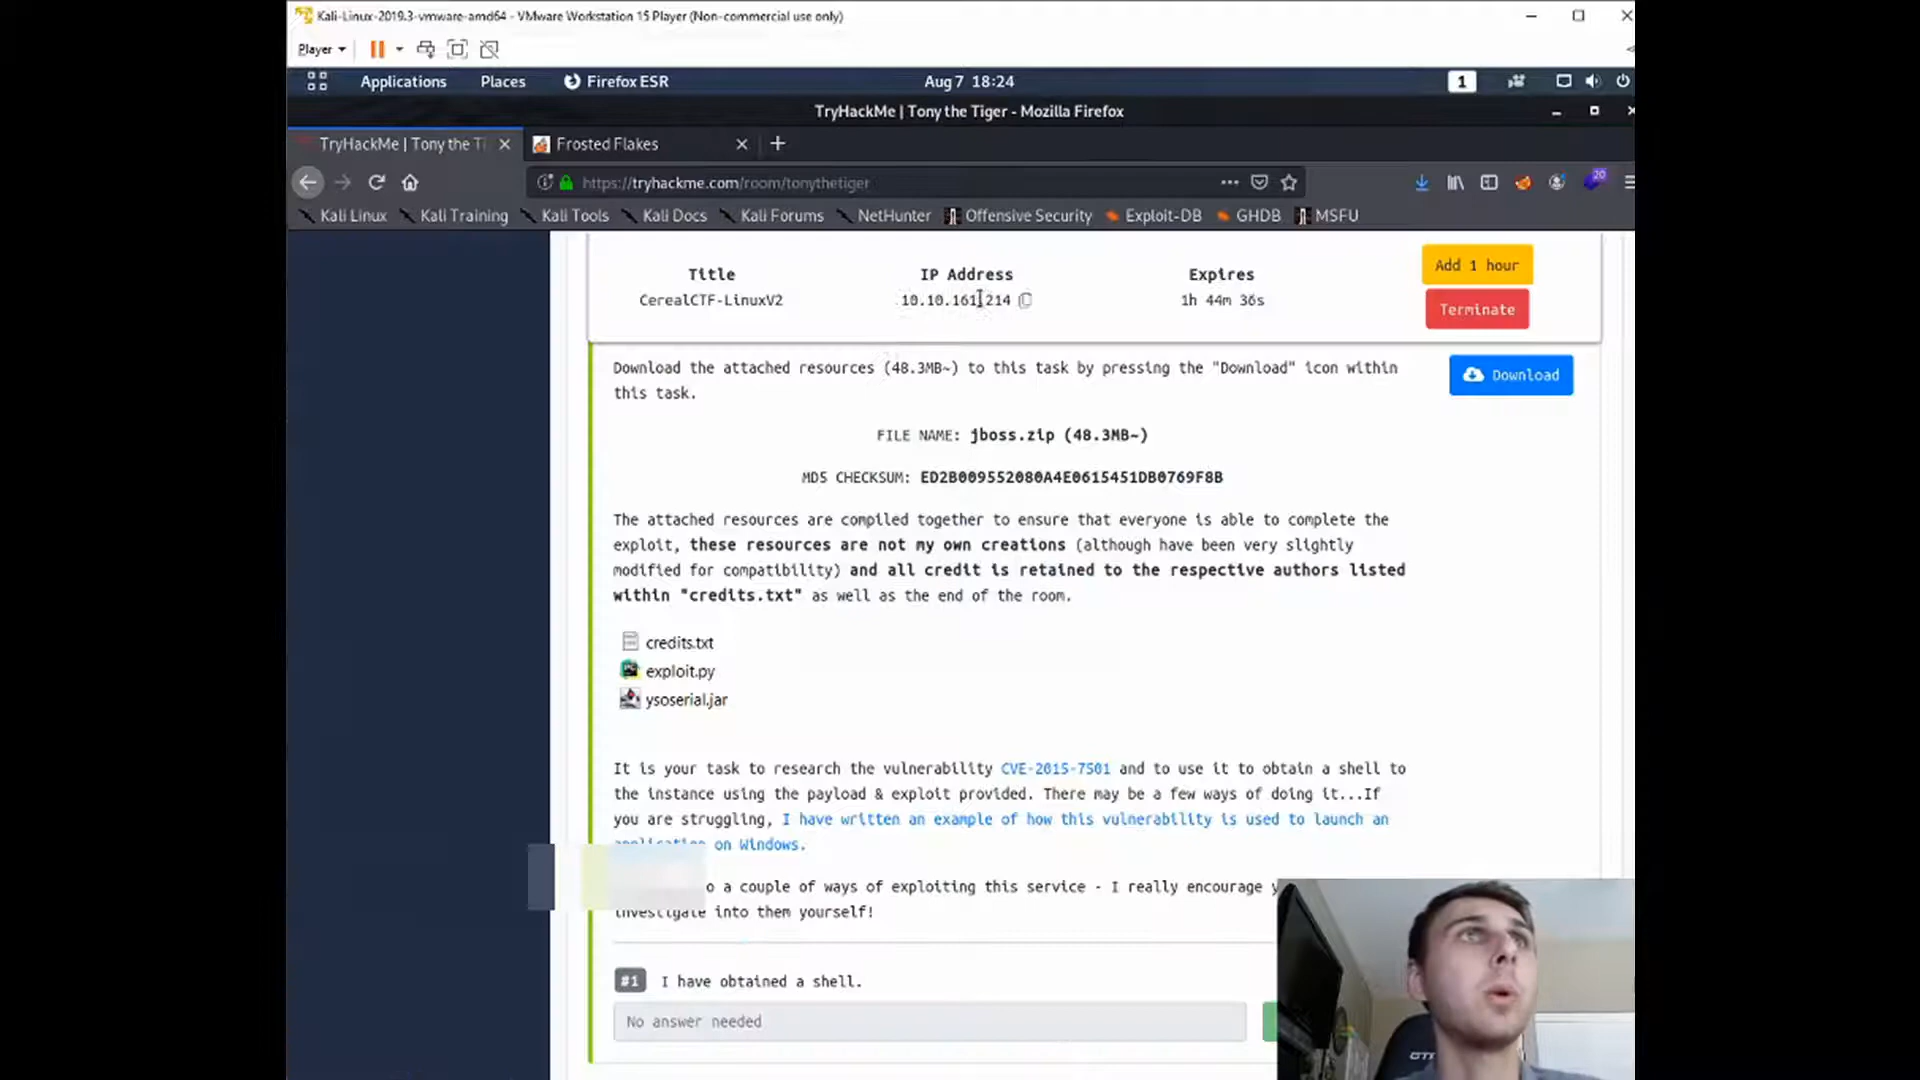 Kali-Linux-2019.3-vmware-amd64 - VMware Workstation 15 Player (Non-commercial use only)
Player
Applications Places Firefox ESR Aug 7 18:24 1
TryHackMe | Tony the Tiger - Mozilla Firefox
TryHackMe | Tony the Ti Frosted Flakes
https://tryhackme.com/room/tonythetiger 20
Kali Linux Kali Training Kali Tools Kali Docs Kali Forums NetHunter Offensive Security Exploit-DB GHDB MSFU
Title IP Address Expires Add 1 hour
CerealCTF-LinuxV2 10.10.161.214 1h 44m 36s Terminate
Download the attached resources (48.3MB~) to this task by pressing the "Download" icon within
this task.
Download
FILE NAME: jboss.zip (48.3MB~)
MD5 CHECKSUM: ED2B009552080A4E0615451DB0769F8B
The attached resources are compiled together to ensure that everyone is able to complete the
exploit, these resources are not my own creations (although have been very slightly
modified for compatibility) and all credit is retained to the respective authors listed
within "credits.txt" as well as the end of the room.
credits.txt
exploit.py
ysoserial.jar
It is your task to research the vulnerability CVE-2015-7501 and to use it to obtain a shell to
the instance using the payload & exploit provided. There may be a few ways of doing it...If
you are struggling, I have written an example of how this vulnerability is used to launch an
application on Windows.
o a couple of ways of exploiting this service - I really encourage y
investigate into them yourself!
#1 I have obtained a shell.
No answer needed